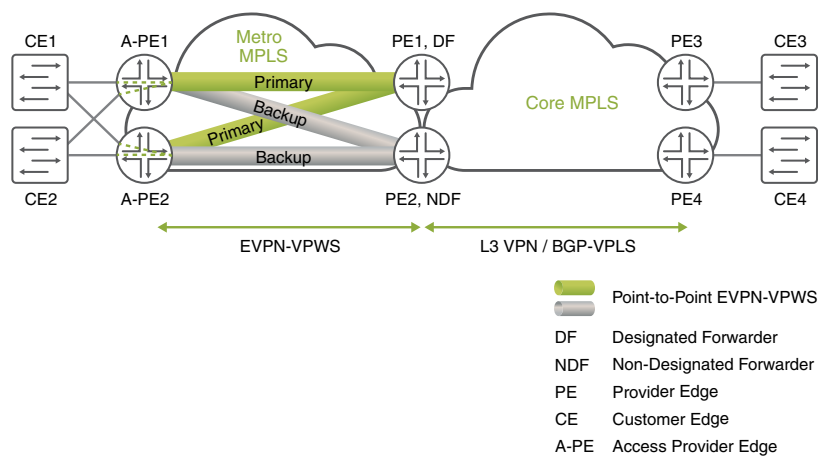 CE1
A-PE1
Metro
MPLS
PE1, DF
PE3
CE3
Primary
Backup
Core MPLS
Primary
Backup
CE2
A-PE2
PE2, NDF
PE4
CE4
EVPN-VPWS
L3 VPN / BGP-VPLS
Point-to-Point EVPN-VPWS
DF Designated Forwarder
NDF Non-Designated Forwarder
PE Provider Edge
CE Customer Edge
A-PE Access Provider Edge